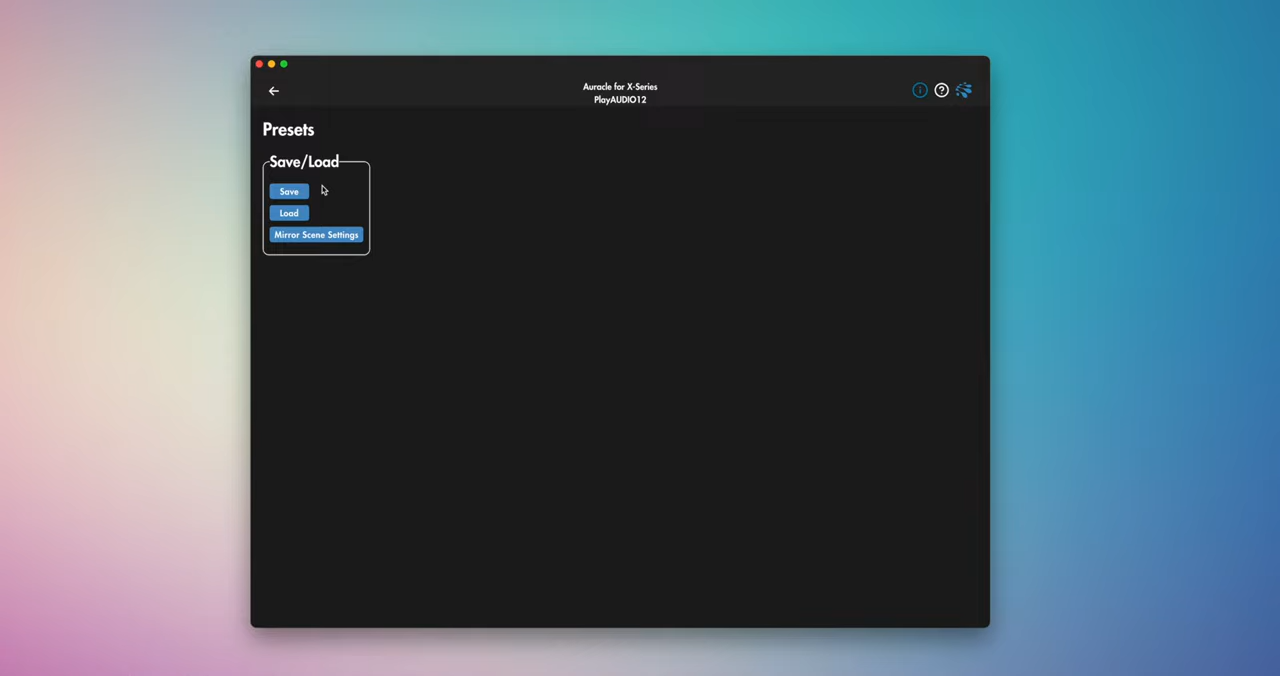 Auracle for X-Series
PlayAUDIO12
Presets
Save/Load
Save
Load
Mirror Scene Settings